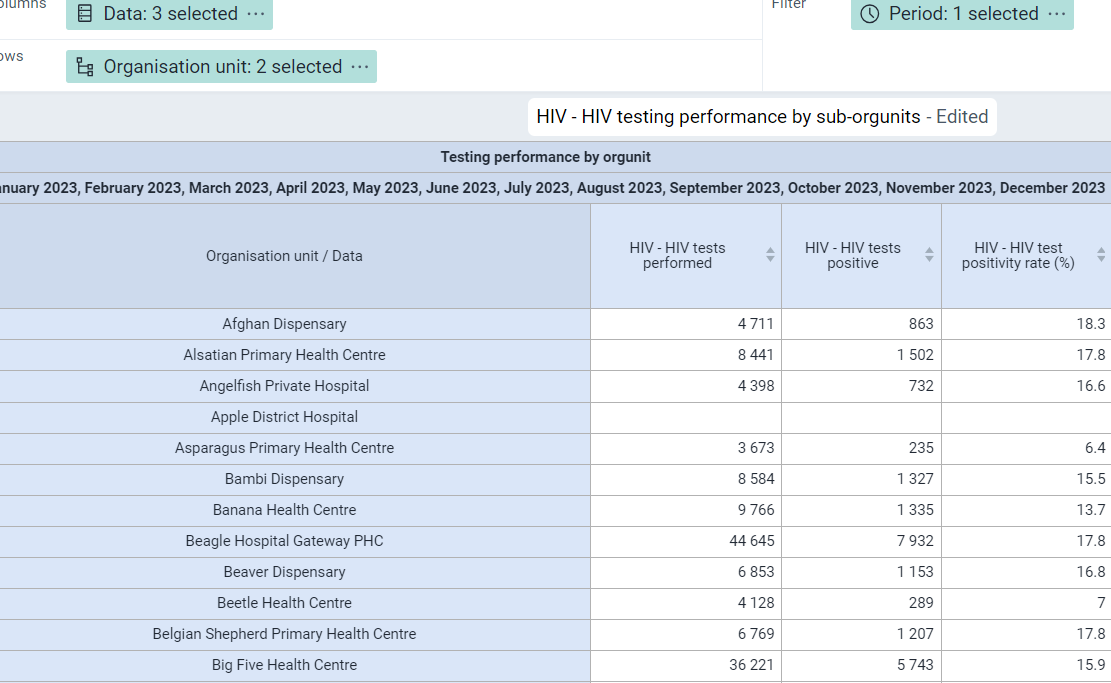 Data: 3 selected ···
Filter
Period: 1 selected ···
Organisation unit: 2 selected ···
HIV - HIV testing performance by sub-orgunits - Edited
Testing performance by orgunit
2023, February 2023, March 2023, April 2023, May 2023, June 2023, July 2023, August 2023, September 2023, October 2023, November 2023, December 2023
Organisation unit / Data
HIV - HIV tests performed
HIV - HIV tests positive
HIV - HIV test positivity rate (%)
Afghan Dispensary 4 711 863 18.3
Alsatian Primary Health Centre 8 441 1 502 17.8
Angelfish Private Hospital 4 398 732 16.6
Apple District Hospital
Asparagus Primary Health Centre 3 673 235 6.4
Bambi Dispensary 8 584 1 327 15.5
Banana Health Centre 9 766 1 335 13.7
Beagle Hospital Gateway PHC 44 645 7 932 17.8
Beaver Dispensary 6 853 1 153 16.8
Beetle Health Centre 4 128 289 7
Belgian Shepherd Primary Health Centre 6 769 1 207 17.8
Big Five Health Centre 36 221 5 743 15.9